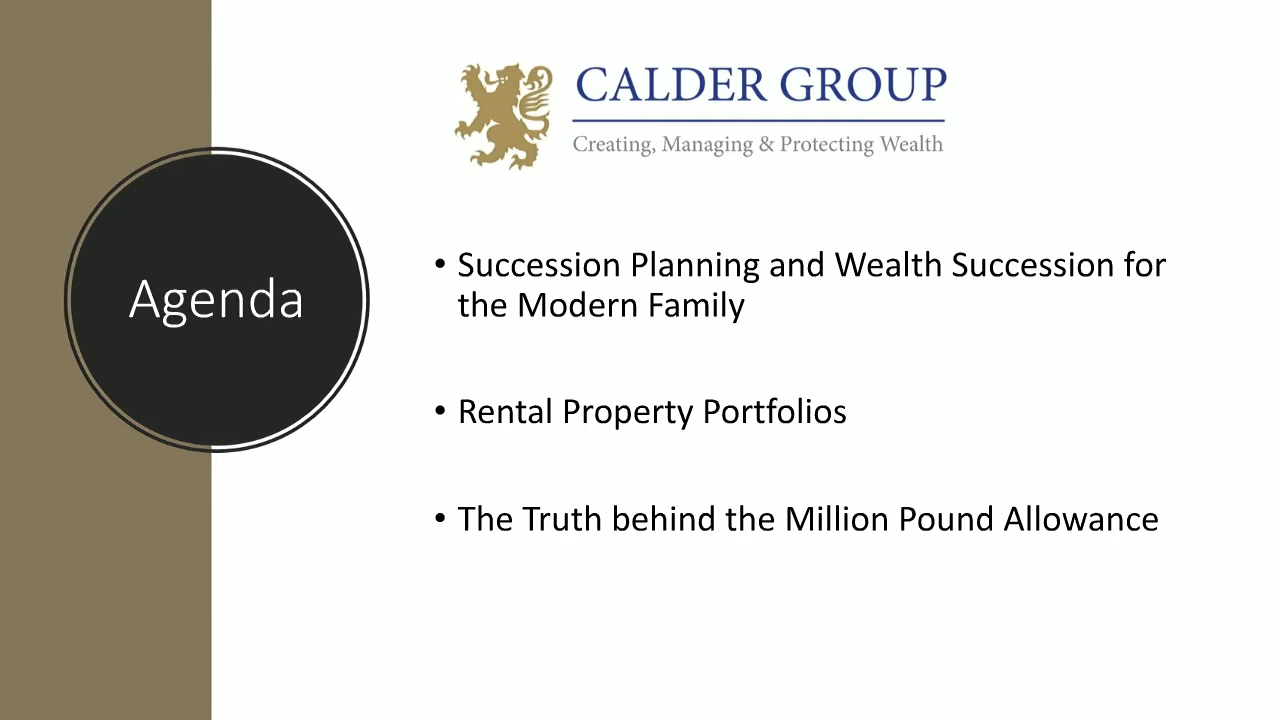 CALDER GROUP
Creating, Managing & Protecting Wealth
Agenda
• Succession Planning and Wealth Succession for
the Modern Family
• Rental Property Portfolios
• The Truth behind the Million Pound Allowance